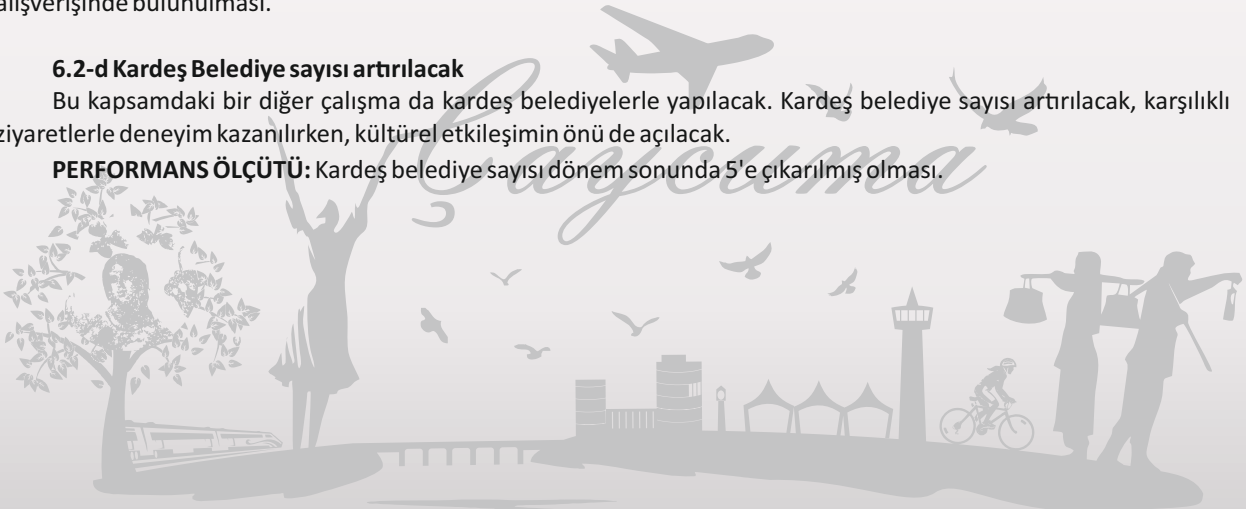 alışverişinde bulunulması.
6.2-d Kardeş Belediye sayısı artırılacak
Bu kapsamdaki bir diğer çalışma da kardeş belediyelerle yapılacak. Kardeş belediye sayısı artırılacak, karşılıklı
ziyaretlerle deneyim kazanılırken, kültürel etkileşimin önü de açılacak.
PERFORMANS ÖLÇÜTÜ: Kardeş belediye sayısı dönem sonunda 5'e çıkarılmış olması.
Çaycuma